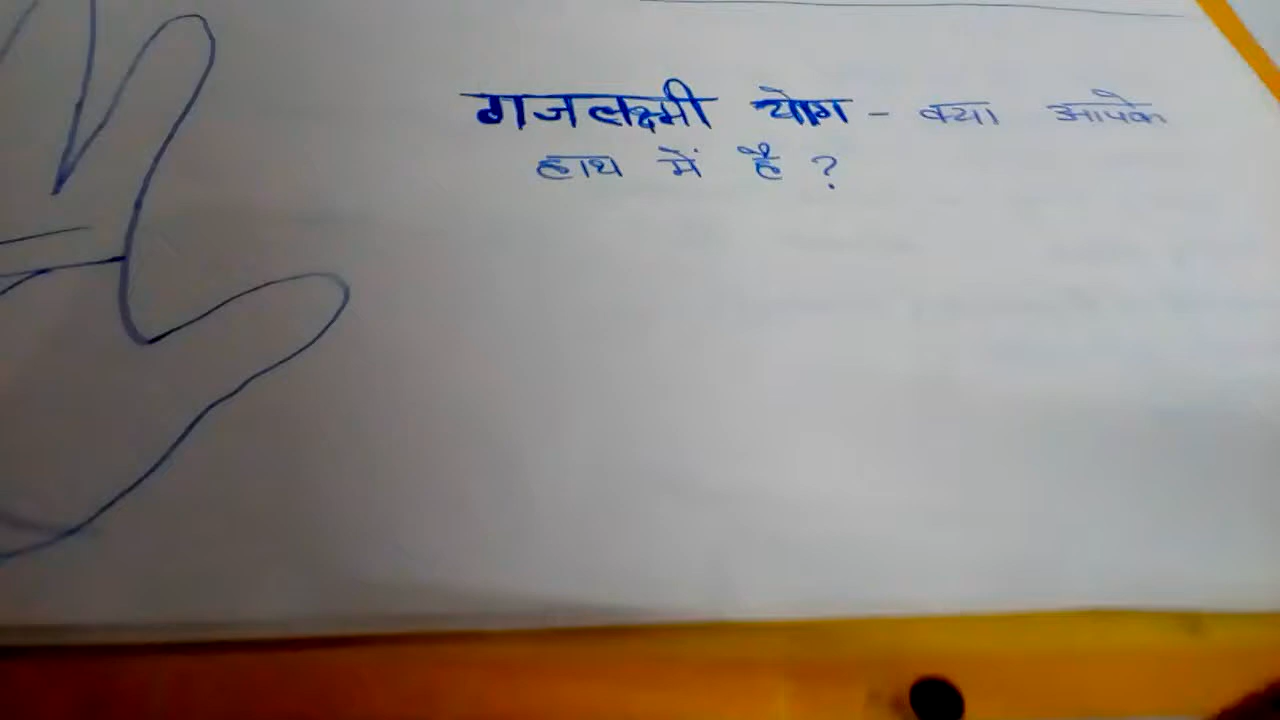 गजलक्ष्मी योग - क्या आपके
हाथ में है ?